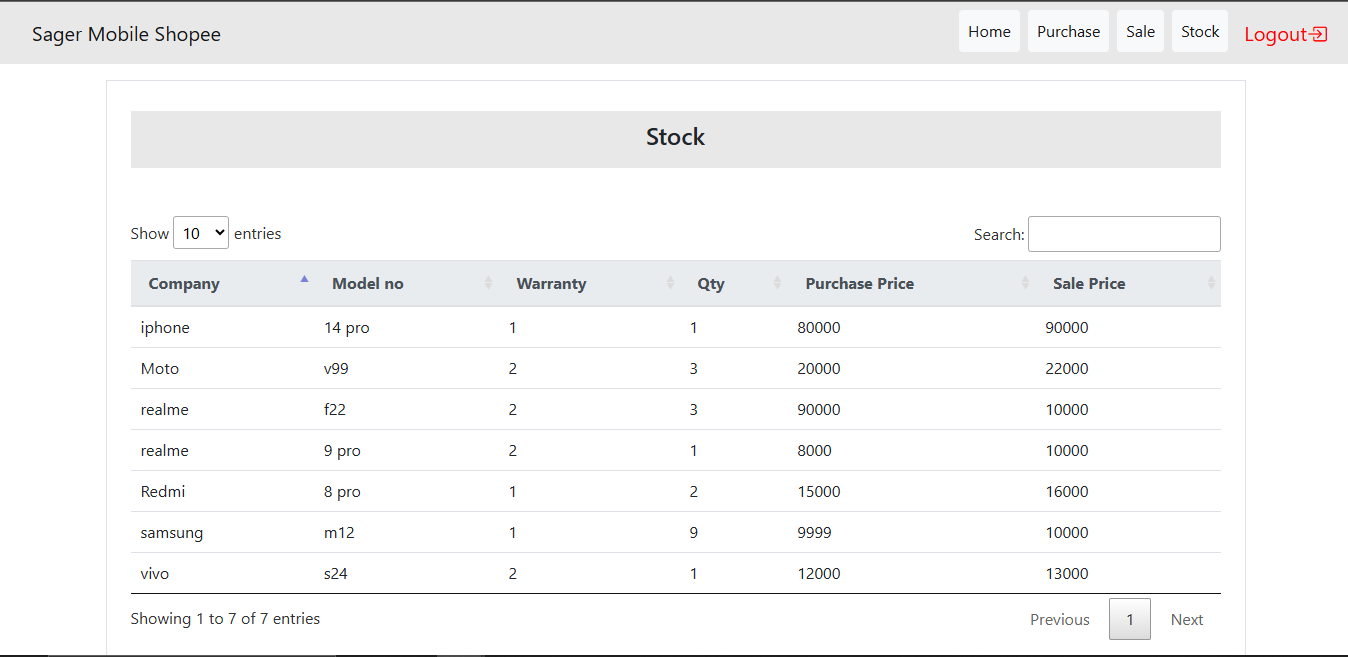 Sager Mobile Shopee Home Purchase Sale Stock Logout
Stock
Show 10 entries Search:
Company Model no Warranty Qty Purchase Price Sale Price
iphone 14 pro 1 1 80000 90000
Moto v99 2 3 20000 22000
realme f22 2 3 90000 10000
realme 9 pro 2 1 8000 10000
Redmi 8 pro 1 2 15000 16000
samsung m12 1 9 9999 10000
vivo s24 2 1 12000 13000
Showing 1 to 7 of 7 entries Previous 1 Next